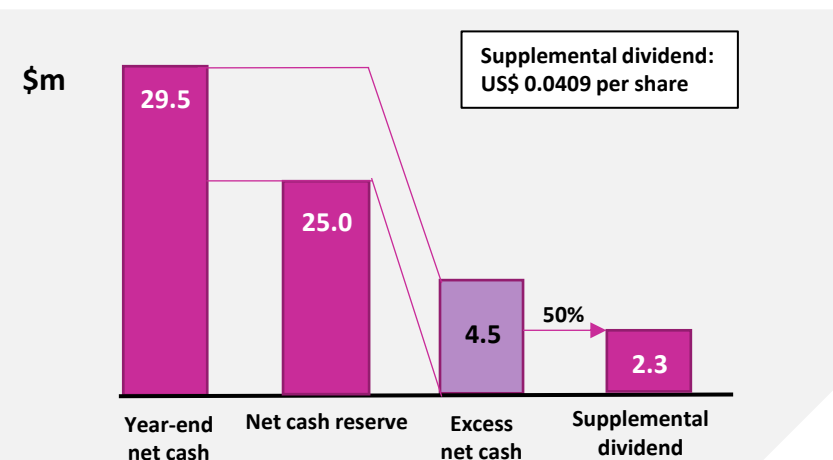 $m
Supplemental dividend:
US$ 0.0409 per share
29.5
25.0
4.5
50%
2.3
Year-end
net cash
Net cash reserve
Excess
net cash
Supplemental
dividend